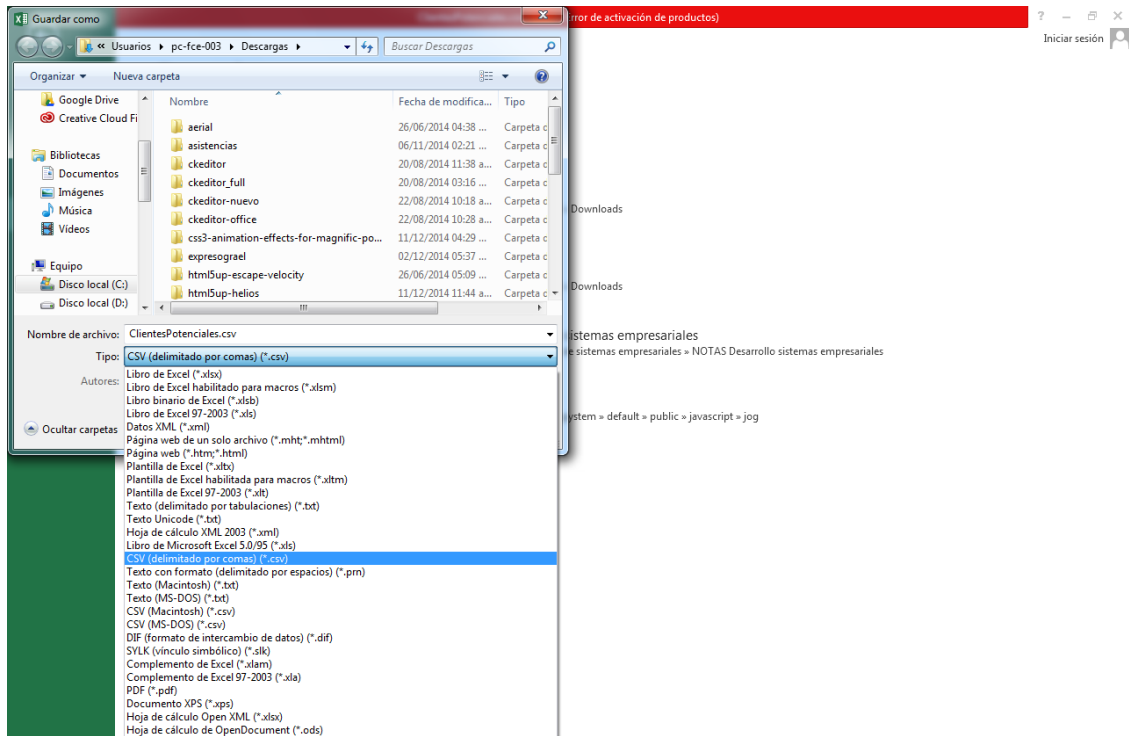 Guardar como
ClientesPotenciales
rror de activación de productos)
Iniciar sesión
« Usuarios pc-fce-003 Descargas
Buscar Descargas
Organizar
Nueva carpeta
Nombre
Fecha de modifica...
Tipo
Google Drive
Creative Cloud Fi
Bibliotecas
Documentos
Imágenes
Música
Vídeos
Equipo
Disco local (C:)
Disco local (D:)
aerial 26/06/2014 04:38 ... Carpeta c
asistencias 06/11/2014 02:21 ... Carpeta c
ckeditor 20/08/2014 11:38 a... Carpeta c
ckeditor_full 20/08/2014 03:16 ... Carpeta c
ckeditor-nuevo 22/08/2014 10:18 a... Carpeta c
ckeditor-office 22/08/2014 10:28 a... Carpeta c
css3-animation-effects-for-magnific-po... 11/12/2014 04:29 ... Carpeta c
expresograel 02/12/2014 05:37 ... Carpeta c
html5up-escape-velocity 26/06/2014 05:09 ... Carpeta c
html5up-helios 11/12/2014 11:44 a... Carpeta c
Downloads
Downloads
Nombre de archivo: ClientesPotenciales.csv
istemas empresariales
Tipo: CSV (delimitado por comas) (*.csv)
e sistemas empresariales » NOTAS Desarrollo sistemas empresariales
Autores:
ystem » default » public » javascript » jog
Ocultar carpetas
Libro de Excel (*.xlsx)
Libro de Excel habilitado para macros (*.xlsm)
Libro binario de Excel (*.xlsb)
Libro de Excel 97-2003 (*.xls)
Datos XML (*.xml)
Página web de un solo archivo (*.mht;*.mhtml)
Página web (*.htm;*.html)
Plantilla de Excel (*.xltx)
Plantilla de Excel habilitada para macros (*.xltm)
Plantilla de Excel 97-2003 (*.xlt)
Texto (delimitado por tabulaciones) (*.txt)
Texto Unicode (*.txt)
Hoja de cálculo XML 2003 (*.xml)
Libro de Microsoft Excel 5.0/95 (*.xls)
CSV (delimitado por comas) (*.csv)
Texto con formato (delimitado por espacios) (*.prn)
Texto (Macintosh) (*.txt)
Texto (MS-DOS) (*.txt)
CSV (Macintosh) (*.csv)
CSV (MS-DOS) (*.csv)
DIF (formato de intercambio de datos) (*.dif)
SYLK (vínculo simbólico) (*.slk)
Complemento de Excel (*.xlam)
Complemento de Excel 97-2003 (*.xla)
PDF (*.pdf)
Documento XPS (*.xps)
Hoja de cálculo Open XML (*.xlsx)
Hoja de cálculo de OpenDocument (*.ods)